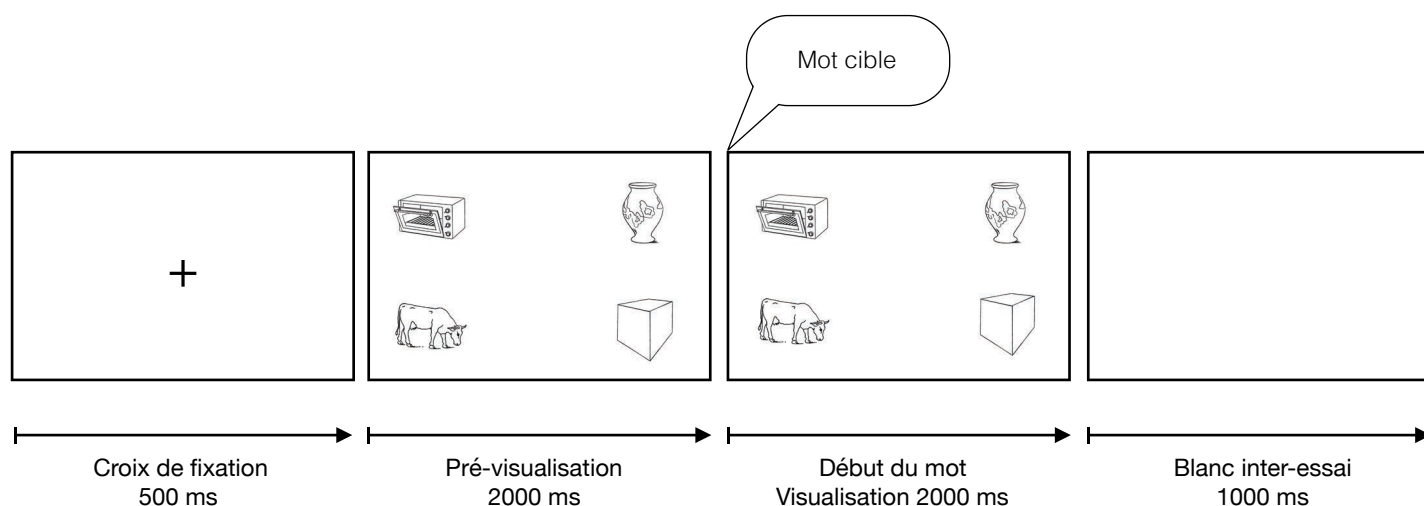 Mot cible
+
Croix de fixation
500 ms
Pré-visualisation
2000 ms
Début du mot
Visualisation 2000 ms
Blanc inter-essai
1000 ms